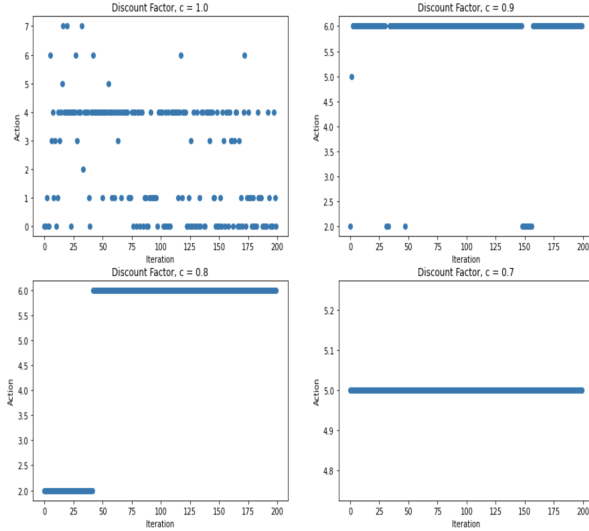 Discount Factor, c = 1.0
Action
7
6
5
4
3
2
1
0
0 25 50 75 100 125 150 175 200
Iteration
Discount Factor, c = 0.9
Action
6.0
5.5
5.0
4.5
4.0
3.5
3.0
2.5
2.0
0 25 50 75 100 125 150 175 200
Iteration
Discount Factor, c = 0.8
Action
6.0
5.5
5.0
4.5
4.0
3.5
3.0
2.5
2.0
0 25 50 75 100 125 150 175 200
Iteration
Discount Factor, c = 0.7
Action
5.2
5.1
5.0
4.9
4.8
0 25 50 75 100 125 150 175 200
Iteration